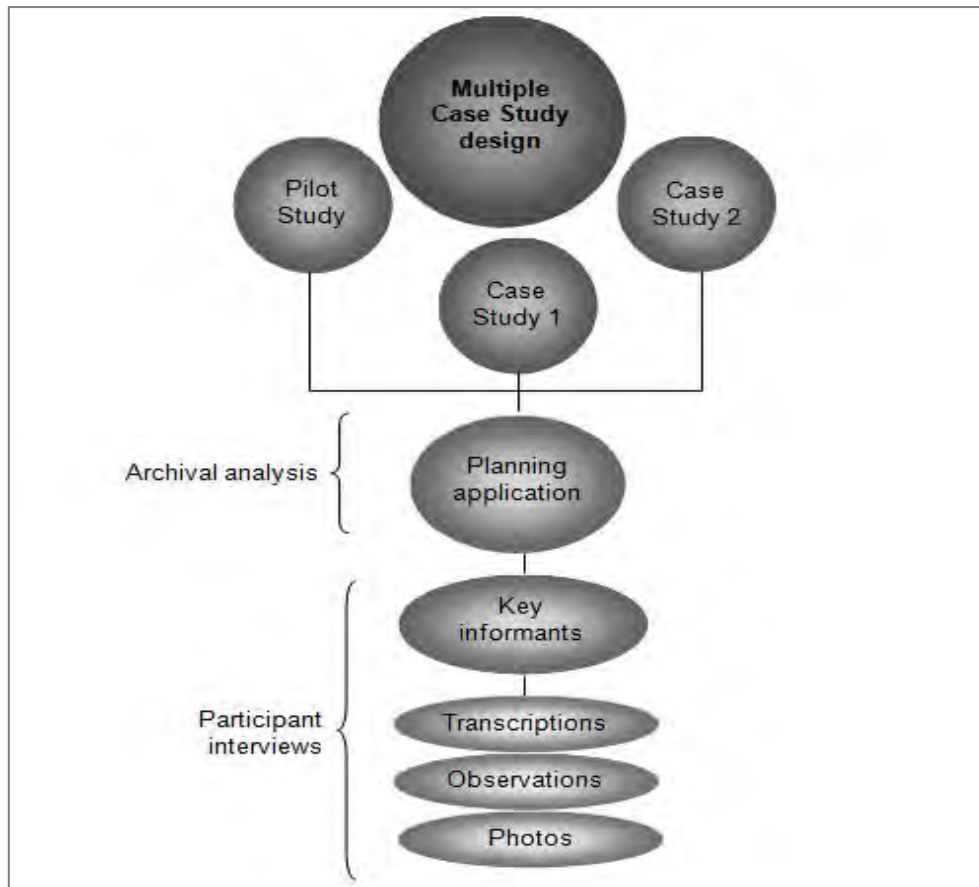 Multiple
Case Study
design
Pilot
Study
Case
Study 2
Case
Study 1
Archival analysis
Planning
application
Key
informants
Participant
interviews
Transcriptions
Observations
Photos